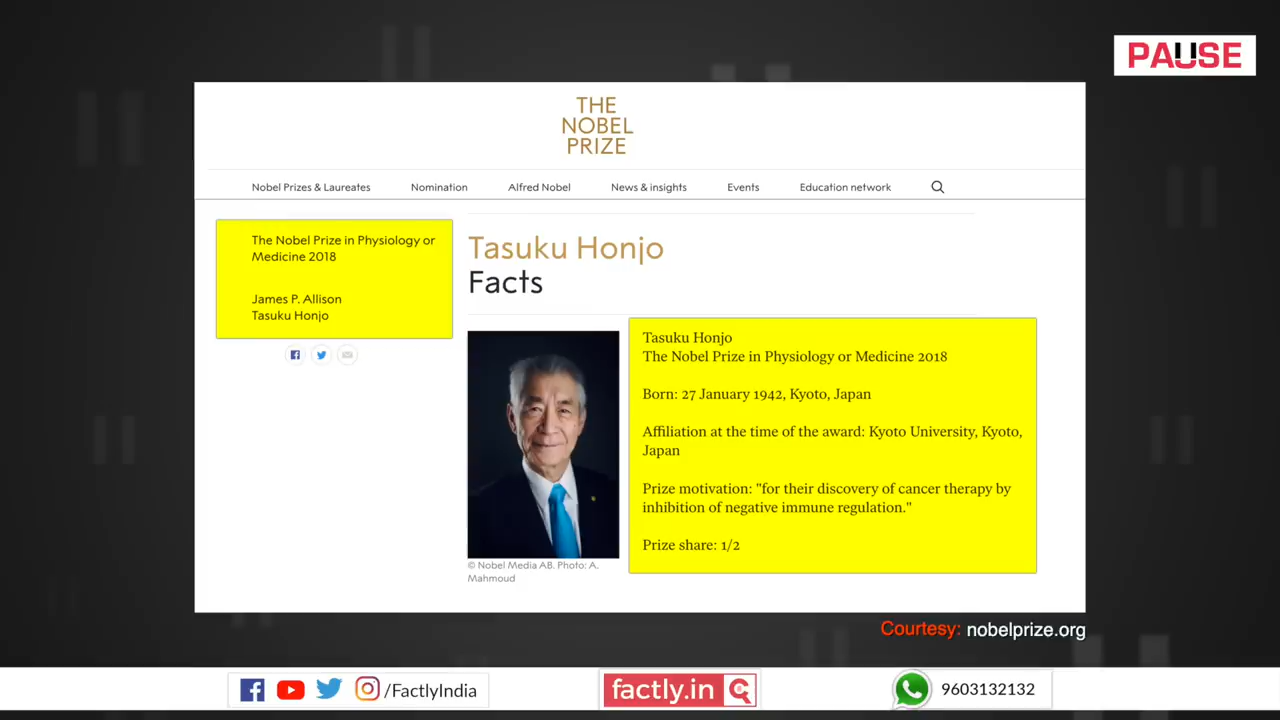 PAUSE
THE
NOBEL
PRIZE
Nobel Prizes & Laureates Nomination Alfred Nobel News & insights Events Education network
The Nobel Prize in Physiology or
Medicine 2018
James P. Allison
Tasuku Honjo
Tasuku Honjo
Facts
Tasuku Honjo
The Nobel Prize in Physiology or Medicine 2018
Born: 27 January 1942, Kyoto, Japan
Affiliation at the time of the award: Kyoto University, Kyoto,
Japan
Prize motivation: "for their discovery of cancer therapy by
inhibition of negative immune regulation."
Prize share: 1/2
© Nobel Media AB. Photo: A.
Mahmoud
Courtesy: nobelprize.org
/FactlyIndia
factly.in
9603132132